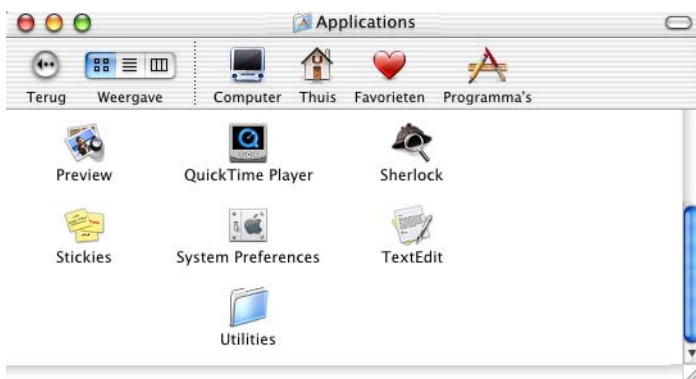 Applications
Terug Weergave Computer Thuis Favorieten Programma's
Preview QuickTime Player Sherlock
Stickies System Preferences TextEdit
Utilities